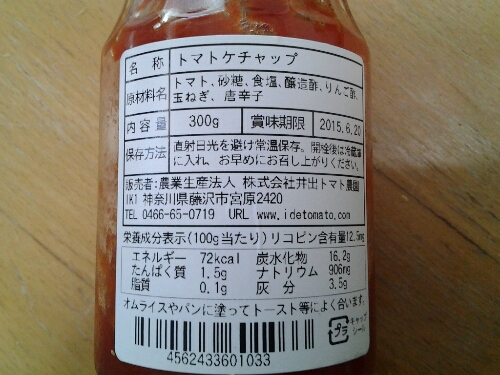 名 称 トマトケチャップ
原材料名 トマト、砂糖、食塩、醸造酢、りんご酢、
玉ねぎ、唐辛子
内 容 量 300g 賞味期限 2015.6.20
保存方法 直射日光を避け常温保存。開栓後は冷蔵庫
に入れ、お早めにお召し上がりください。
販売者:農業生産法人 株式会社井出トマト農園
IK1 神奈川県藤沢市宮原2420
TEL 0466-65-0719 URL www.idetomato.com
栄養成分表示(100g当たり)リコピン含有量12.5mg
エネルギー 72kcal 炭水化物 16.2g
たんぱく質 1.5g ナトリウム 906mg
脂質 0.1g 灰 分 3.5g
オムライスやパンに塗ってトースト等によく合います。
4562433601033
プラ キャップ
シール